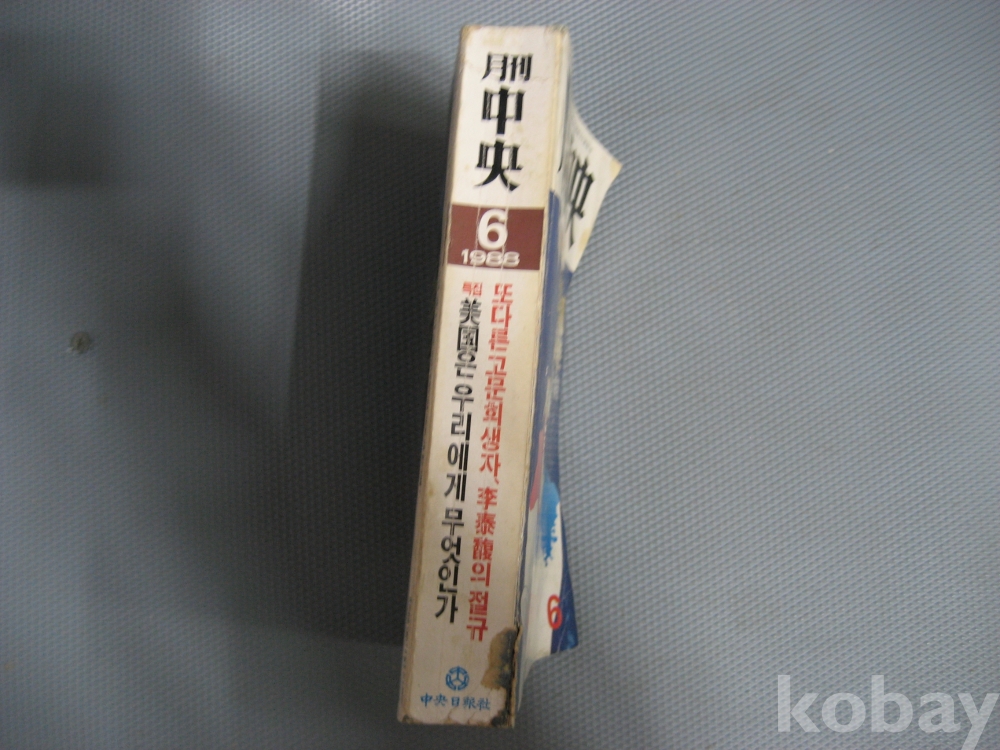 月刊
中央
6
1988
또다른 고문희생자, 李泰馥의 절규
특집
美國은 우리에게 무엇인가
中央日報社
央
6
kobay